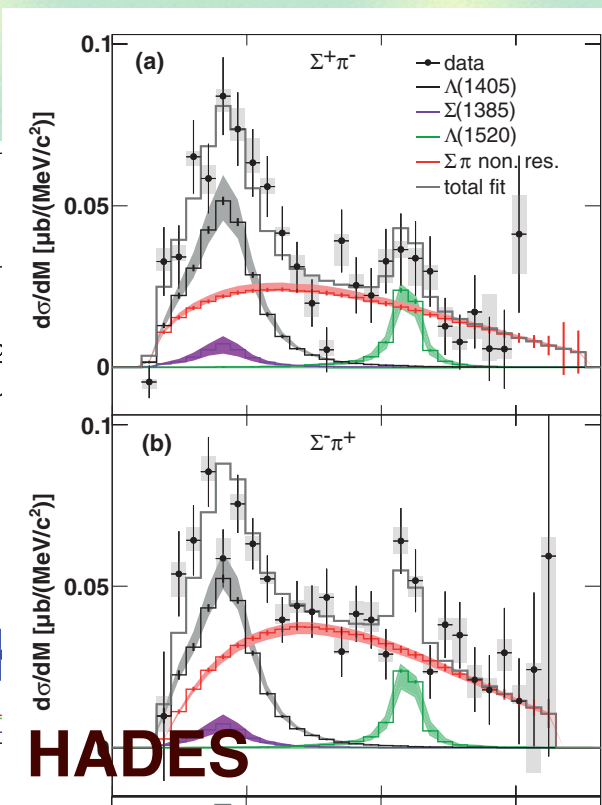 0.1
(a)
Σ⁺π⁻
data
Λ(1405)
Σ(1385)
Λ(1520)
Σπ non. res.
total fit
dσ/dM [μb/(MeV/c²)]
0.05
0
0.1
(b)
Σ⁻π⁺
dσ/dM [μb/(MeV/c²)]
0.05
HADES